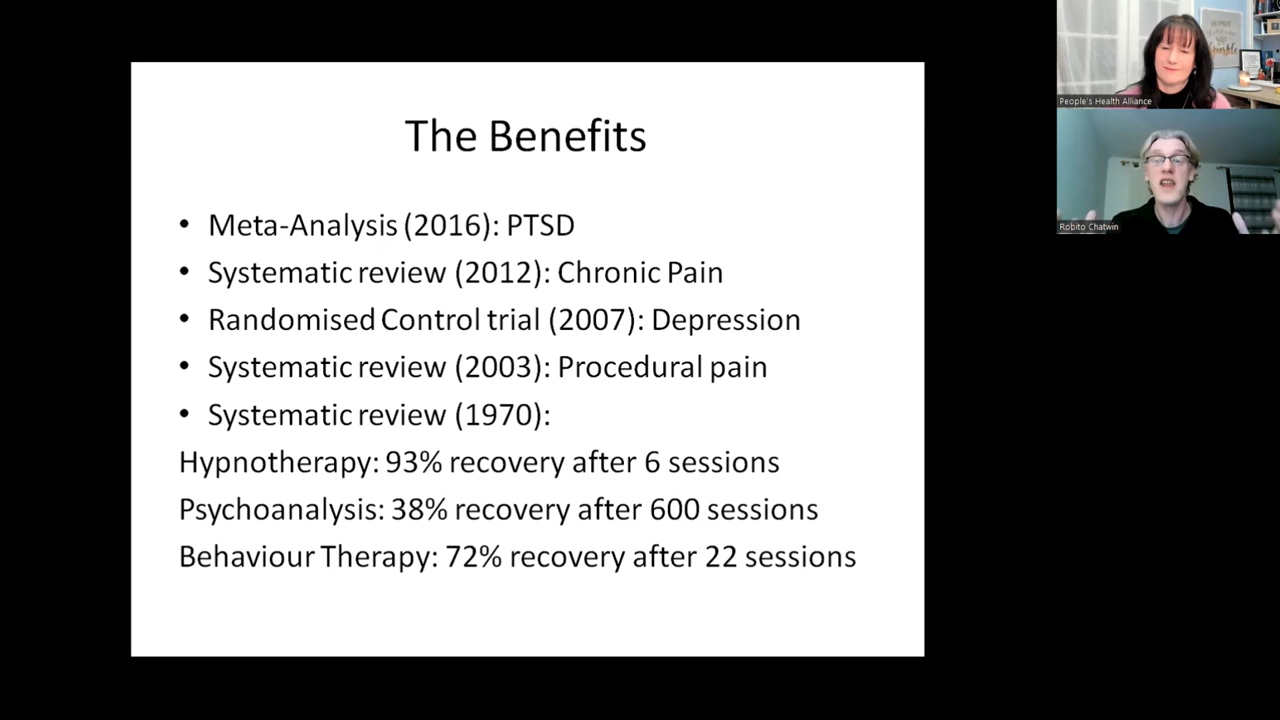 The Benefits
• Meta-Analysis (2016): PTSD
• Systematic review (2012): Chronic Pain
• Randomised Control trial (2007): Depression
• Systematic review (2003): Procedural pain
• Systematic review (1970):
Hypnotherapy: 93% recovery after 6 sessions
Psychoanalysis: 38% recovery after 600 sessions
Behaviour Therapy: 72% recovery after 22 sessions
People's Health Alliance
Robito Chatwin